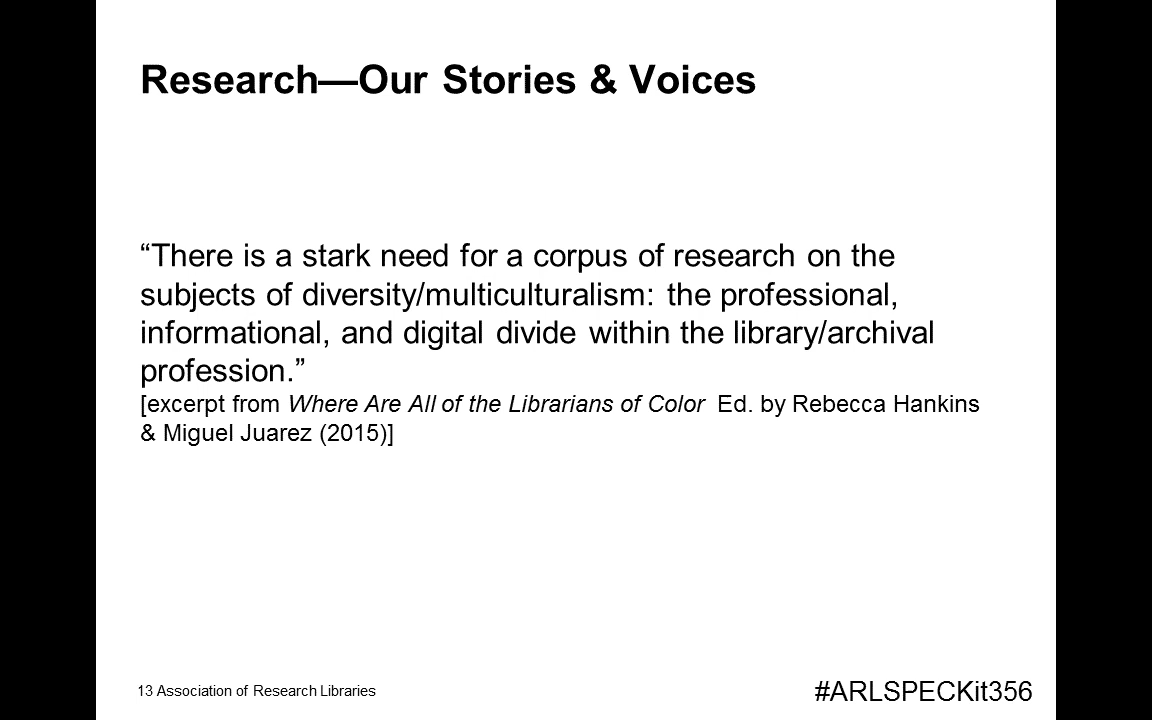 Research—Our Stories & Voices
“There is a stark need for a corpus of research on the
subjects of diversity/multiculturalism: the professional,
informational, and digital divide within the library/archival
profession.”
[excerpt from Where Are All of the Librarians of Color  Ed. by Rebecca Hankins
& Miguel Juarez (2015)]
13 Association of Research Libraries
#ARLSPECKit356